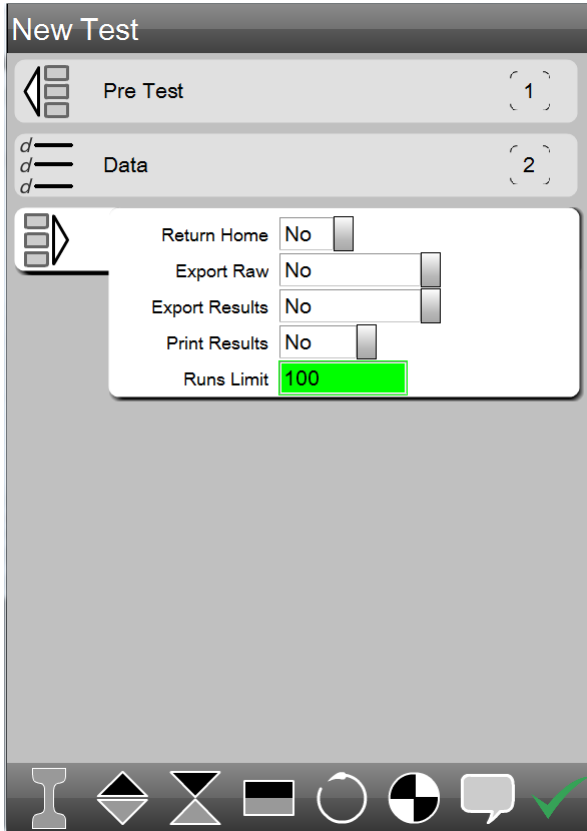 New Test
Pre Test 1
d
d Data 2
d
Return Home No
Export Raw No
Export Results No
Print Results No
Runs Limit 100